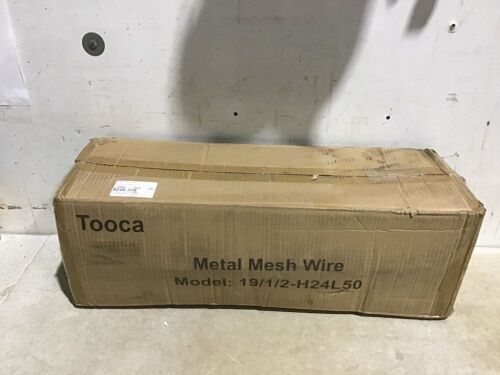 Tooca
Metal Mesh Wire
Model: 19/1/2-H24L50